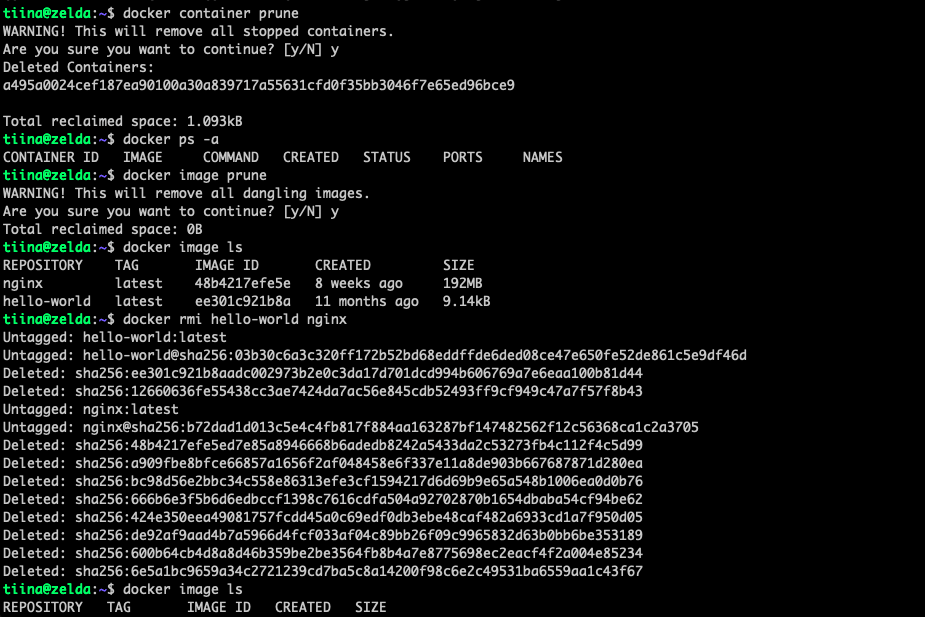 tiina@zelda:~$ docker container prune
WARNING! This will remove all stopped containers.
Are you sure you want to continue? [y/N] y
Deleted Containers:
a495a0024cef187ea90100a30a839717a55631cfd0f35bb3046f7e65ed96bce9
Total reclaimed space: 1.093kB
tiina@zelda:~$ docker ps -a
CONTAINER ID   IMAGE     COMMAND   CREATED   STATUS    PORTS     NAMES
tiina@zelda:~$ docker image prune
WARNING! This will remove all dangling images.
Are you sure you want to continue? [y/N] y
Total reclaimed space: 0B
tiina@zelda:~$ docker image ls
REPOSITORY    TAG       IMAGE ID       CREATED         SIZE
nginx         latest    48b4217efe5e   8 weeks ago     192MB
hello-world   latest    ee301c921b8a   11 months ago   9.14kB
tiina@zelda:~$ docker rmi hello-world nginx
Untagged: hello-world:latest
Untagged: hello-world@sha256:03b30c6a3c320ff172b52bd68eddffde6ded08ce47e650fe52de861c5e9df46d
Deleted: sha256:ee301c921b8aadc002973b2e0c3da17d701dcd994b606769a7e6eaa100b81d44
Deleted: sha256:12660636fe55438cc3ae7424da7ac56e845cdb52493ff9cf949c47a7f57f8b43
Untagged: nginx:latest
Untagged: nginx@sha256:b72dad1d013c5e4c4fb817f884aa163287bf147482562f12c56368ca1c2a3705
Deleted: sha256:48b4217efe5ed7e85a8946668b6adedb8242a5433da2c53273fb4c112f4c5d99
Deleted: sha256:a909fbe8bfce66857a1656f2af048458e6f337e11a8de903b667687871d280ea
Deleted: sha256:bc98d56e2bbc34c558e86313efe3cf1594217d6d69b9e65a548b1006ea0d0b76
Deleted: sha256:666b6e3f5b6d6edbccf1398c7616cdfa504a92702870b1654dbaba54cf94be62
Deleted: sha256:424e350eea49081757fcdd45a0c69edf0db3ebe48caf482a6933cd1a7f950d05
Deleted: sha256:de92af9aad4b7a5966d4fcf033af04c89bb26f09c9965832d63b0bb6be353189
Deleted: sha256:600b64cb4d8a8d46b359be2be3564fb8b4a7e8775698ec2eacf4f2a004e85234
Deleted: sha256:6e5a1bc9659a34c2721239cd7ba5c8a14200f98c6e2c49531ba6559aa1c43f67
tiina@zelda:~$ docker image ls
REPOSITORY   TAG       IMAGE ID   CREATED   SIZE